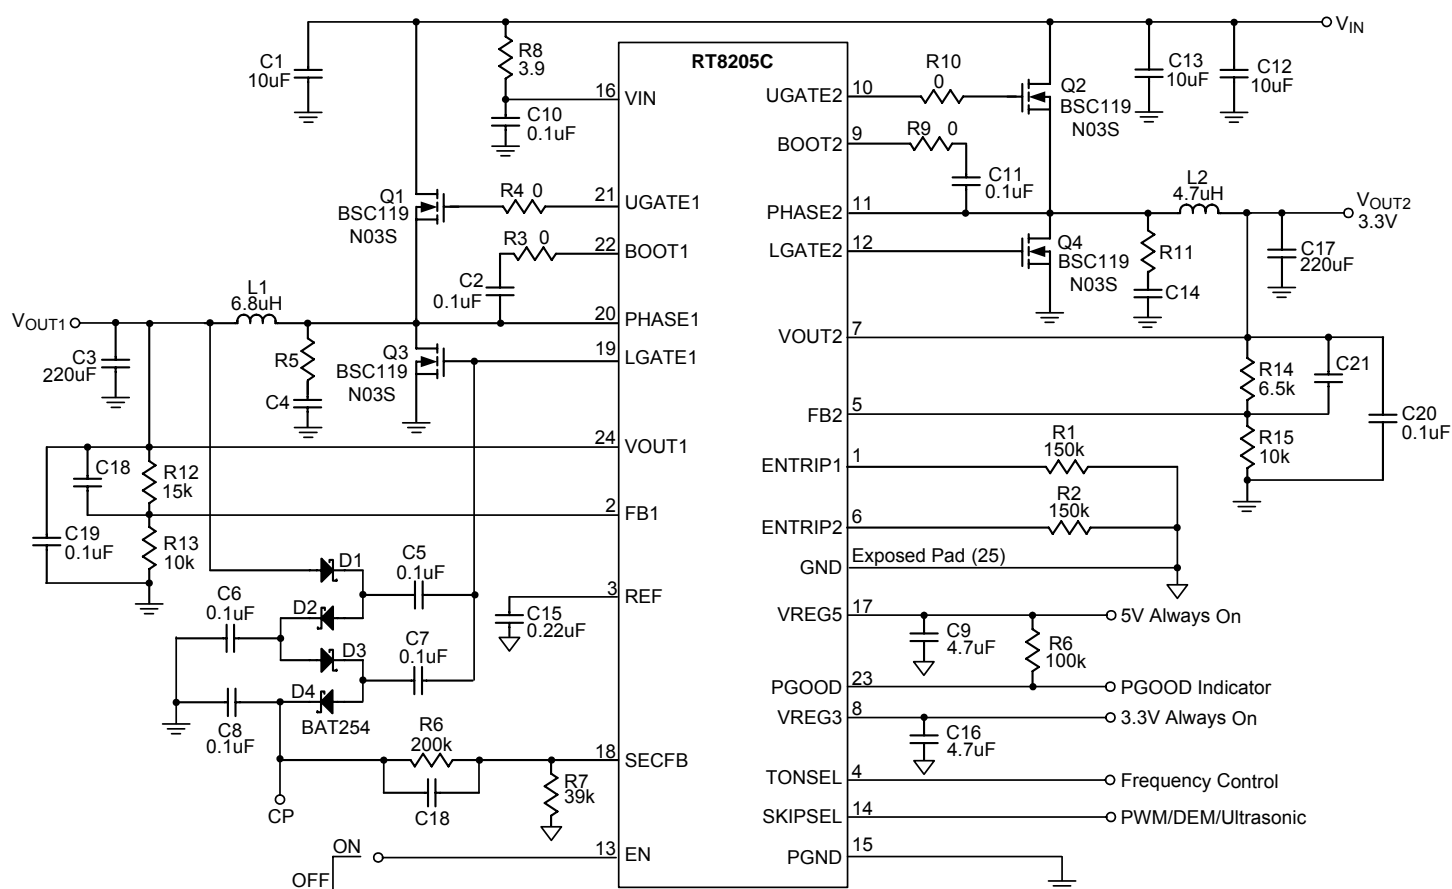 V_IN
C1
10uF
R8
3.9
RT8205C
R10
0
Q2
BSC119
N03S
C13
10uF
C12
10uF
16 VIN
UGATE2 10
C10
0.1uF
R9 0
BOOT2 9
C11
0.1uF
Q1
BSC119
N03S
R4 0
21 UGATE1
PHASE2 11
L2
4.7uH
V_OUT2
3.3V
R3 0
22 BOOT1
LGATE2 12
Q4
BSC119
N03S
R11
C14
C17
220uF
C2
0.1uF
L1
6.8uH
V_OUT1
20 PHASE1
VOUT2 7
C3
220uF
R5
C4
Q3
BSC119
N03S
19 LGATE1
R14
6.5k
C21
FB2 5
C20
0.1uF
R15
10k
24 VOUT1
C18
R12
15k
ENTRIP1 1
R1
150k
2 FB1
ENTRIP2 6
R2
150k
C19
0.1uF
R13
10k
GND Exposed Pad (25)
D1
C5
0.1uF
3 REF
C15
0.22uF
C6
0.1uF
D2
VREG5 17
5V Always On
C9
4.7uF
R6
100k
D3
C7
0.1uF
PGOOD 23
PGOOD Indicator
D4
BAT254
C8
0.1uF
VREG3 8
3.3V Always On
C16
4.7uF
R6
200k
18 SECFB
R7
39k
C18
CP
TONSEL 4
Frequency Control
SKIPSEL 14
PWM/DEM/Ultrasonic
ON
OFF
13 EN
PGND 15